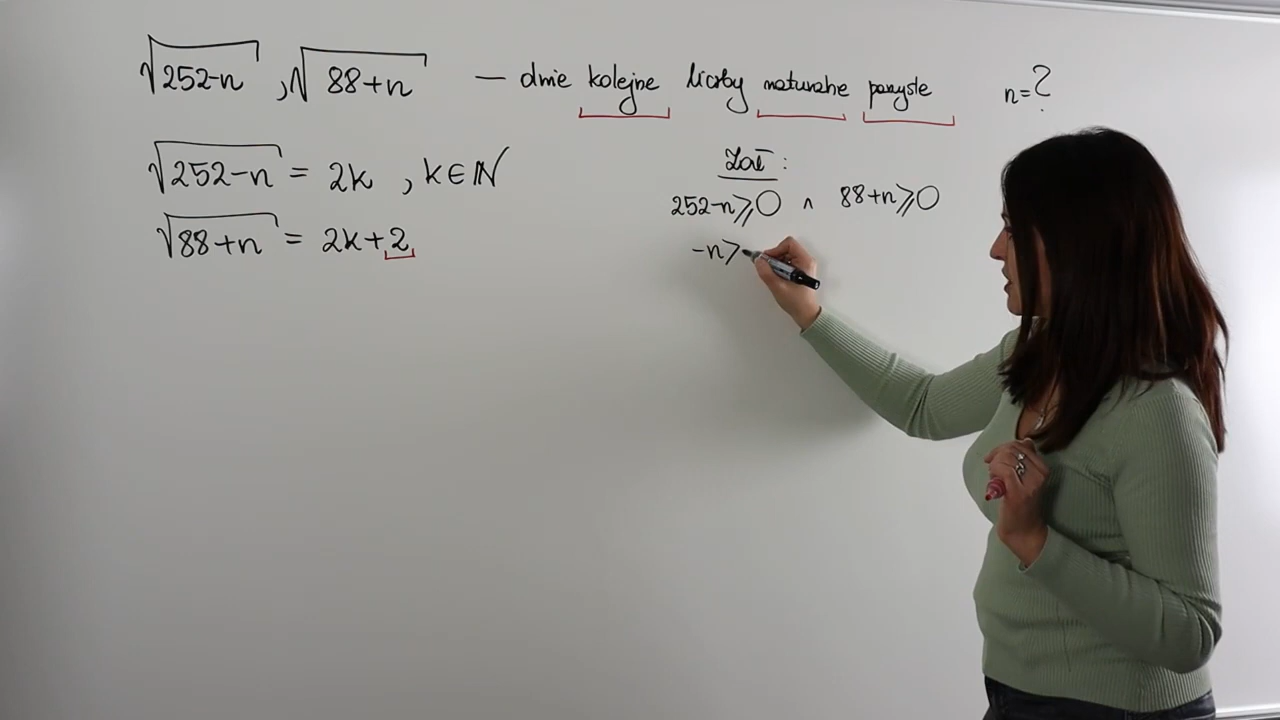 √252-n , √88+n — dwie kolejne liczby naturalne parzyste n=?
√252-n = 2k , k∈ℕ
√88+n = 2k+2
Zał:
252-n⩾0 ∧ 88+n⩾0
-n>